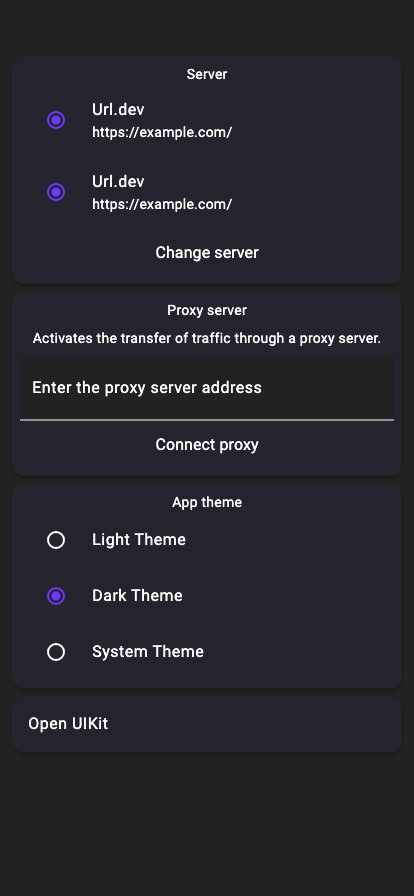 Server
Url.dev
https://example.com/
Url.dev
https://example.com/
Change server
Proxy server
Activates the transfer of traffic through a proxy server.
Enter the proxy server address
Connect proxy
App theme
Light Theme
Dark Theme
System Theme
Open UIKit